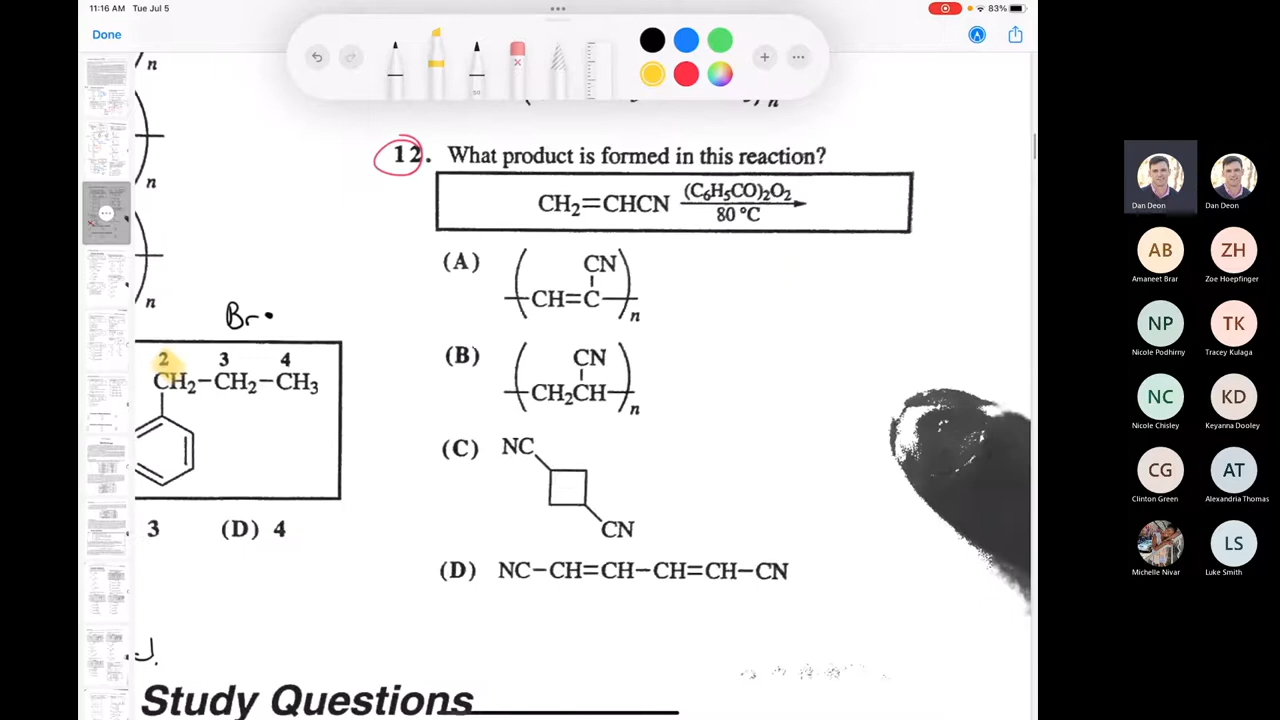 11:16 AM Tue Jul 5
83%
Done
n
n
n
Br•
2 3 4
CH₂–CH₂–CH₃
3 (D) 4
n
12. What product is formed in this reaction?
CH₂=CHCN (C₆H₅CO)₂O₂ 80 °C
(A) CN
CH=C n
(B) CN
CH₂CH n
(C) NC
CN
(D) NC–CH=CH–CH=CH–CN
Study Questions
Dan Deon
Dan Deon
AB
Amaneet Brar
ZH
Zoe Hoepfinger
NP
Nicole Podhirny
TK
Tracey Kulaga
NC
Nicole Chisley
KD
Keyanna Dooley
CG
Clinton Green
AT
Alexandria Thomas
Michelle Nivar
LS
Luke Smith